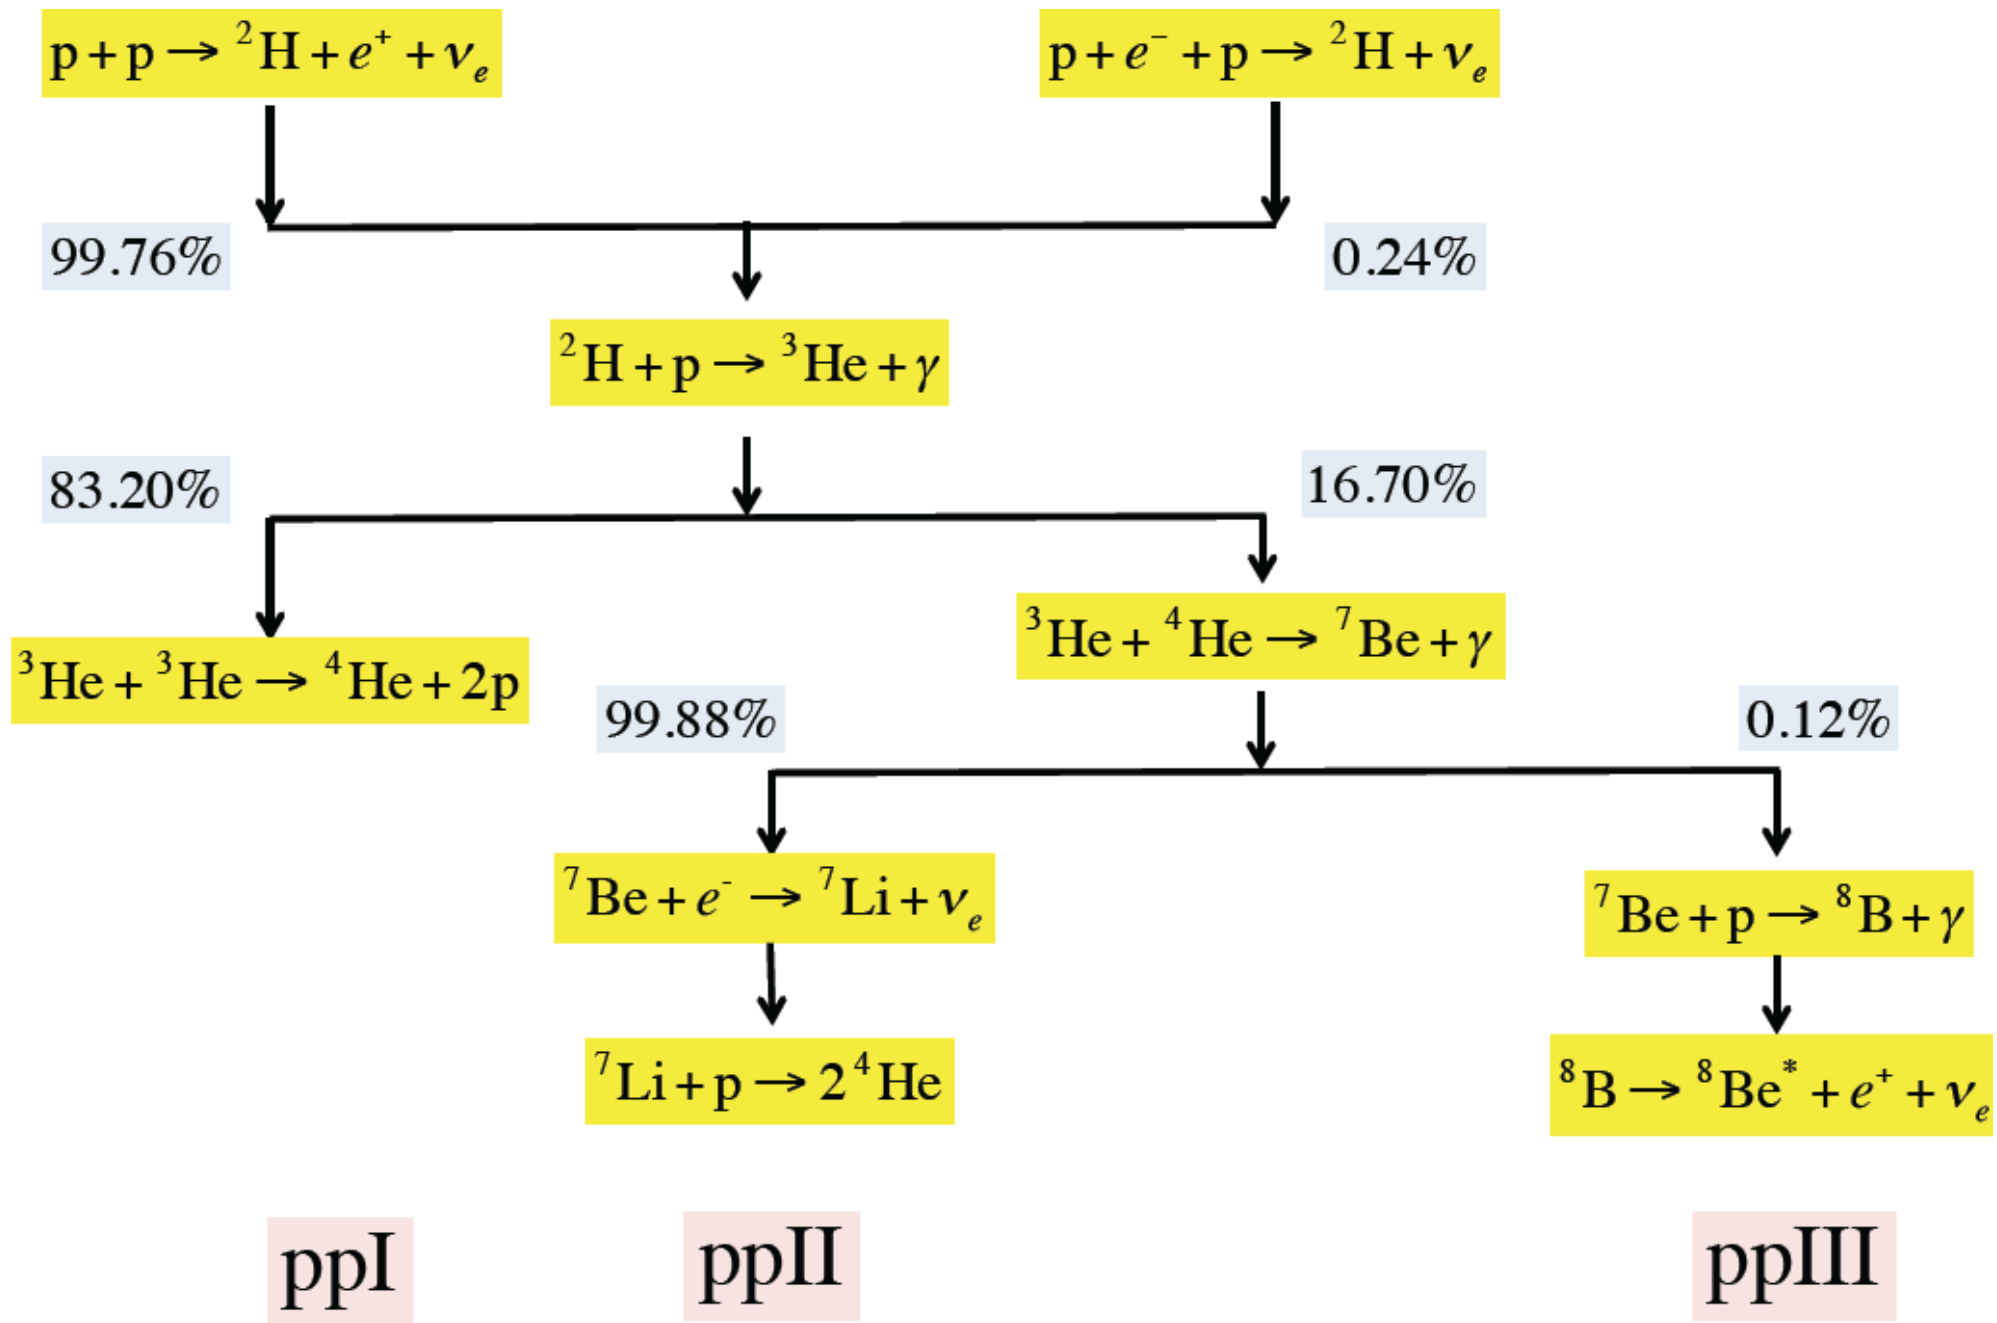 p + p → ²H + e⁺ + νₑ
p + e⁻ + p → ²H + νₑ
99.76%
0.24%
²H + p → ³He + γ
83.20%
16.70%
³He + ³He → ⁴He + 2p
³He + ⁴He → ⁷Be + γ
99.88%
0.12%
⁷Be + e⁻ → ⁷Li + νₑ
⁷Be + p → ⁸B + γ
⁷Li + p → 2 ⁴He
⁸B → ⁸Be* + e⁺ + νₑ
ppI
ppII
ppIII